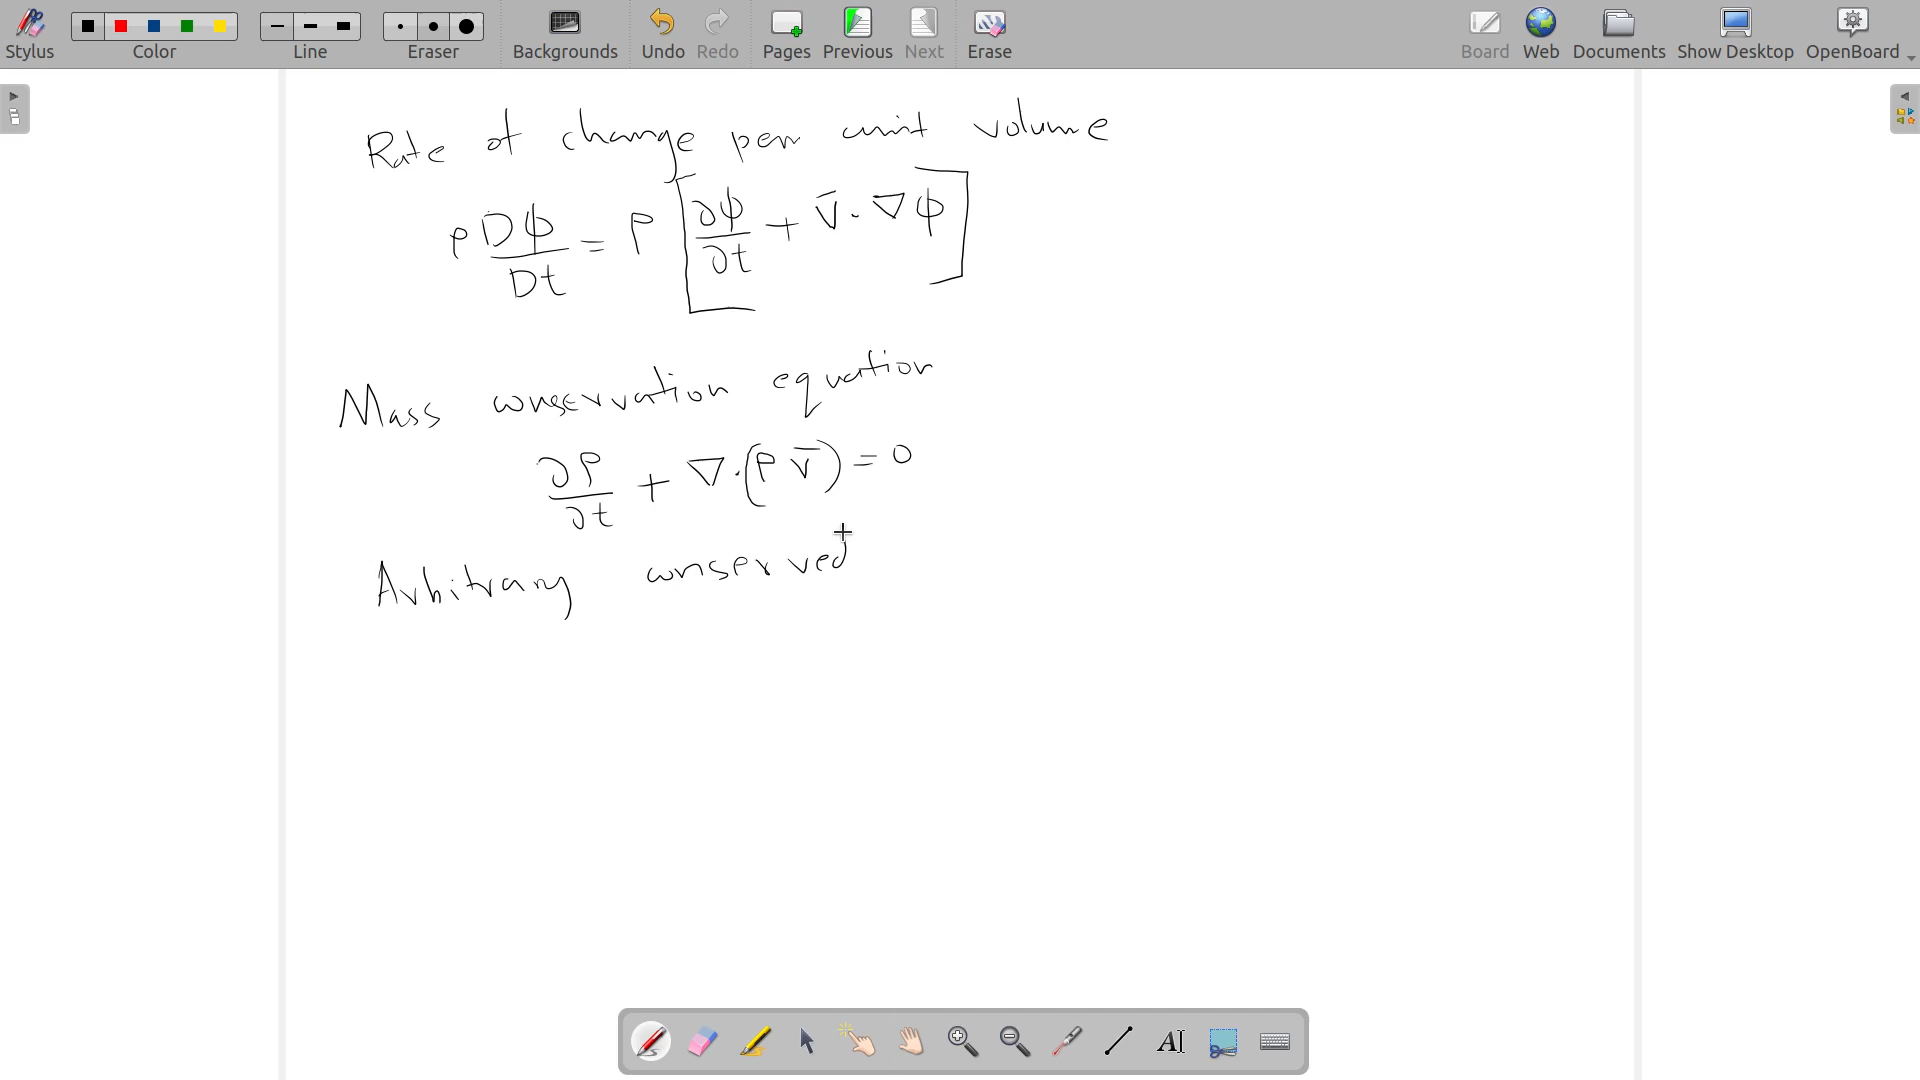 Stylus Color Line Eraser Backgrounds Undo Redo Pages Previous Next Erase Board Web Documents Show Desktop OpenBoard
Rate of change per unit volume
ρ Dϕ/Dt = ρ [∂ϕ/∂t + v̄ · ∇ϕ]
Mass conservation equation
∂ρ/∂t + ∇·(ρ v̄) = 0
Arbitrary conserved
AI